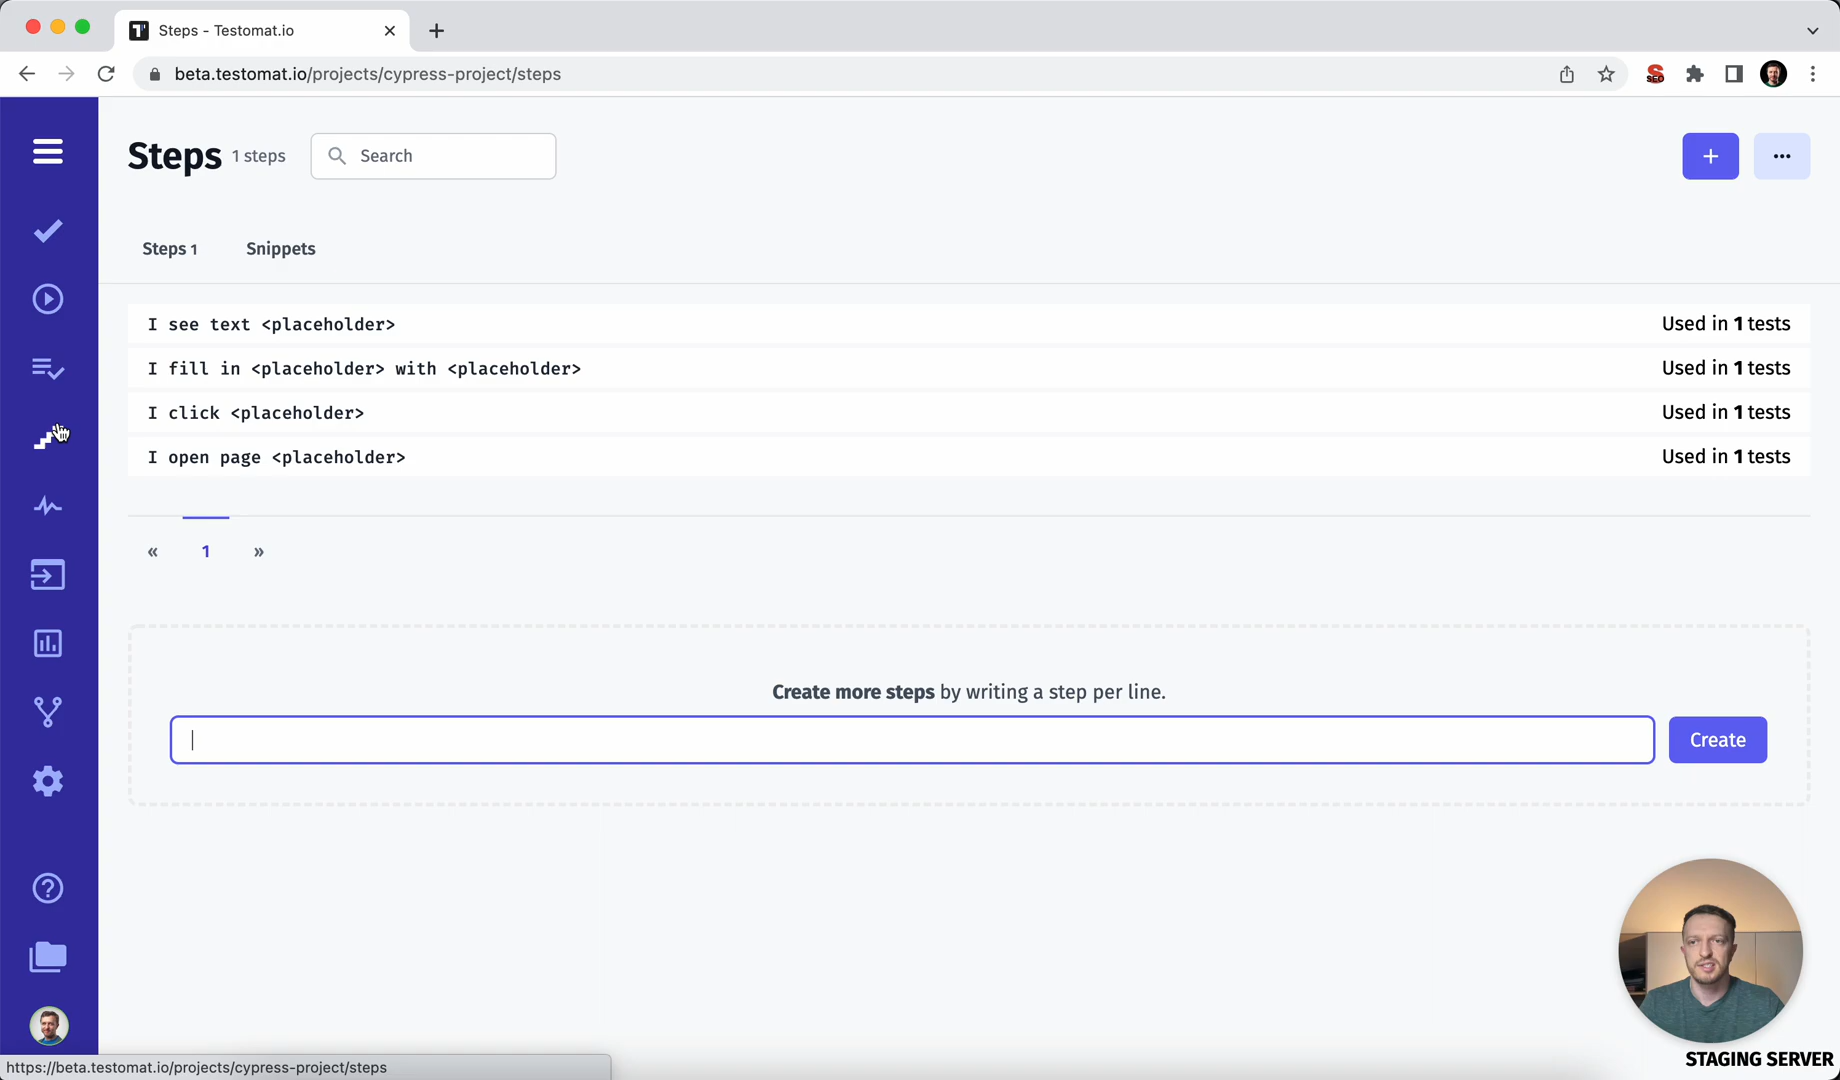 Steps - Testomat.io
beta.testomat.io/projects/cypress-project/steps
SEO
Steps 1 steps Search
Steps 1 Snippets
I see text <placeholder> Used in 1 tests
I fill in <placeholder> with <placeholder> Used in 1 tests
I click <placeholder> Used in 1 tests
I open page <placeholder> Used in 1 tests
« 1 »
Create more steps by writing a step per line.
Create
https://beta.testomat.io/projects/cypress-project/steps
STAGING SERVER